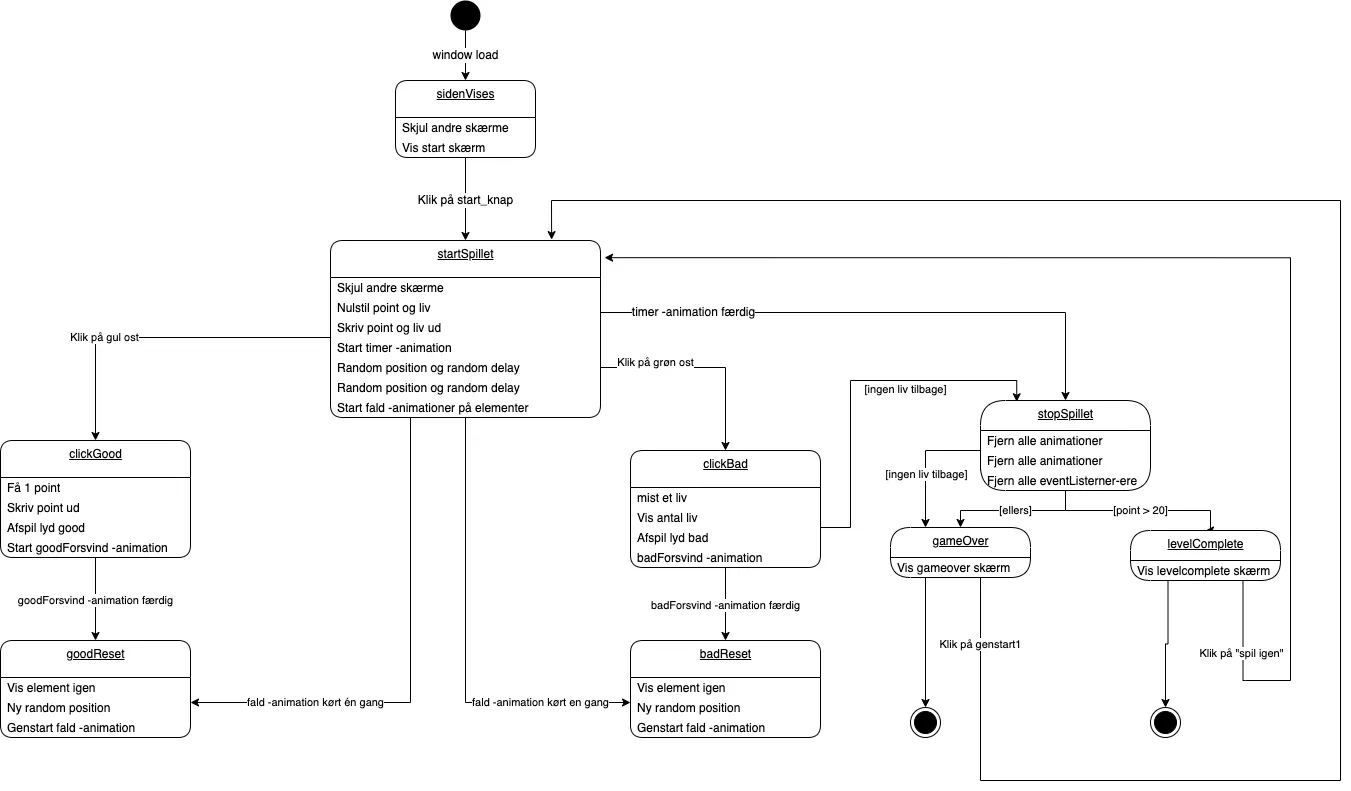 window load
sidenVises
Skjul andre skærme
Vis start skærm
Klik på start_knap
startSpillet
Skjul andre skærme
Nulstil point og liv
Skriv point og liv ud
Start timer -animation
Random position og random delay
Random position og random delay
Start fald -animationer på elementer
timer -animation færdig
Klik på gul ost
Klik på grøn ost
[ingen liv tilbage]
stopSpillet
Fjern alle animationer
Fjern alle animationer
Fjern alle eventListerner-ere
clickGood
Få 1 point
Skriv point ud
Afspil lyd good
Start goodForsvind -animation
clickBad
mist et liv
Vis antal liv
Afspil lyd bad
badForsvind -animation
[ingen liv tilbage]
[ellers]
[point > 20]
gameOver
Vis gameover skærm
levelComplete
Vis levelcomplete skærm
goodForsvind -animation færdig
badForsvind -animation færdig
Klik på genstart1
Klik på "spil igen"
goodReset
Vis element igen
Ny random position
Genstart fald -animation
fald -animation kørt én gang
fald -animation kørt en gang
badReset
Vis element igen
Ny random position
Genstart fald -animation